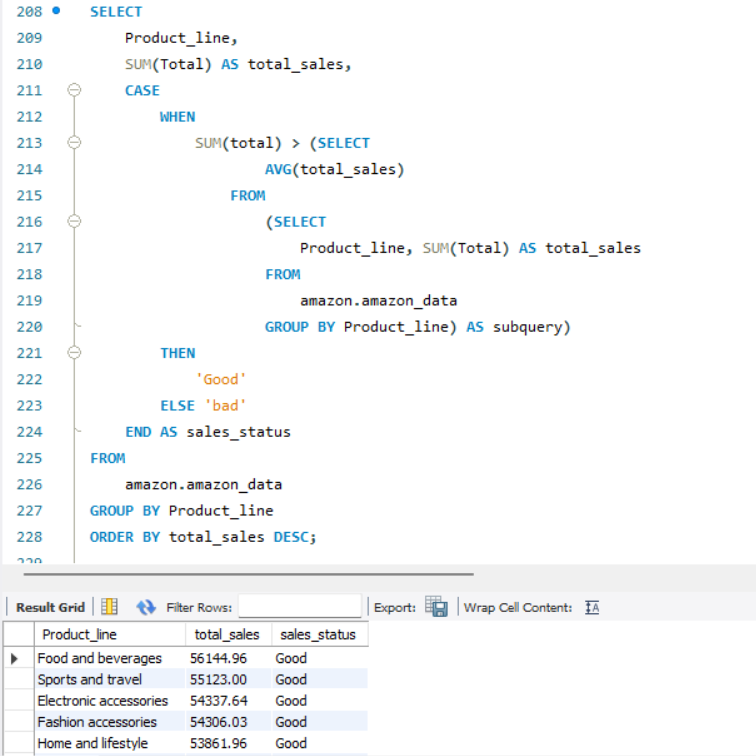 208 SELECT
209 Product_line,
210 SUM(Total) AS total_sales,
211 CASE
212 WHEN
213 SUM(total) > (SELECT
214 AVG(total_sales)
215 FROM
216 (SELECT
217 Product_line, SUM(Total) AS total_sales
218 FROM
219 amazon.amazon_data
220 GROUP BY Product_line) AS subquery)
221 THEN
222 'Good'
223 ELSE 'bad'
224 END AS sales_status
225 FROM
226 amazon.amazon_data
227 GROUP BY Product_line
228 ORDER BY total_sales DESC;
229
Result Grid Filter Rows: Export: Wrap Cell Content:
Product_line total_sales sales_status
Food and beverages 56144.96 Good
Sports and travel 55123.00 Good
Electronic accessories 54337.64 Good
Fashion accessories 54306.03 Good
Home and lifestyle 53861.96 Good